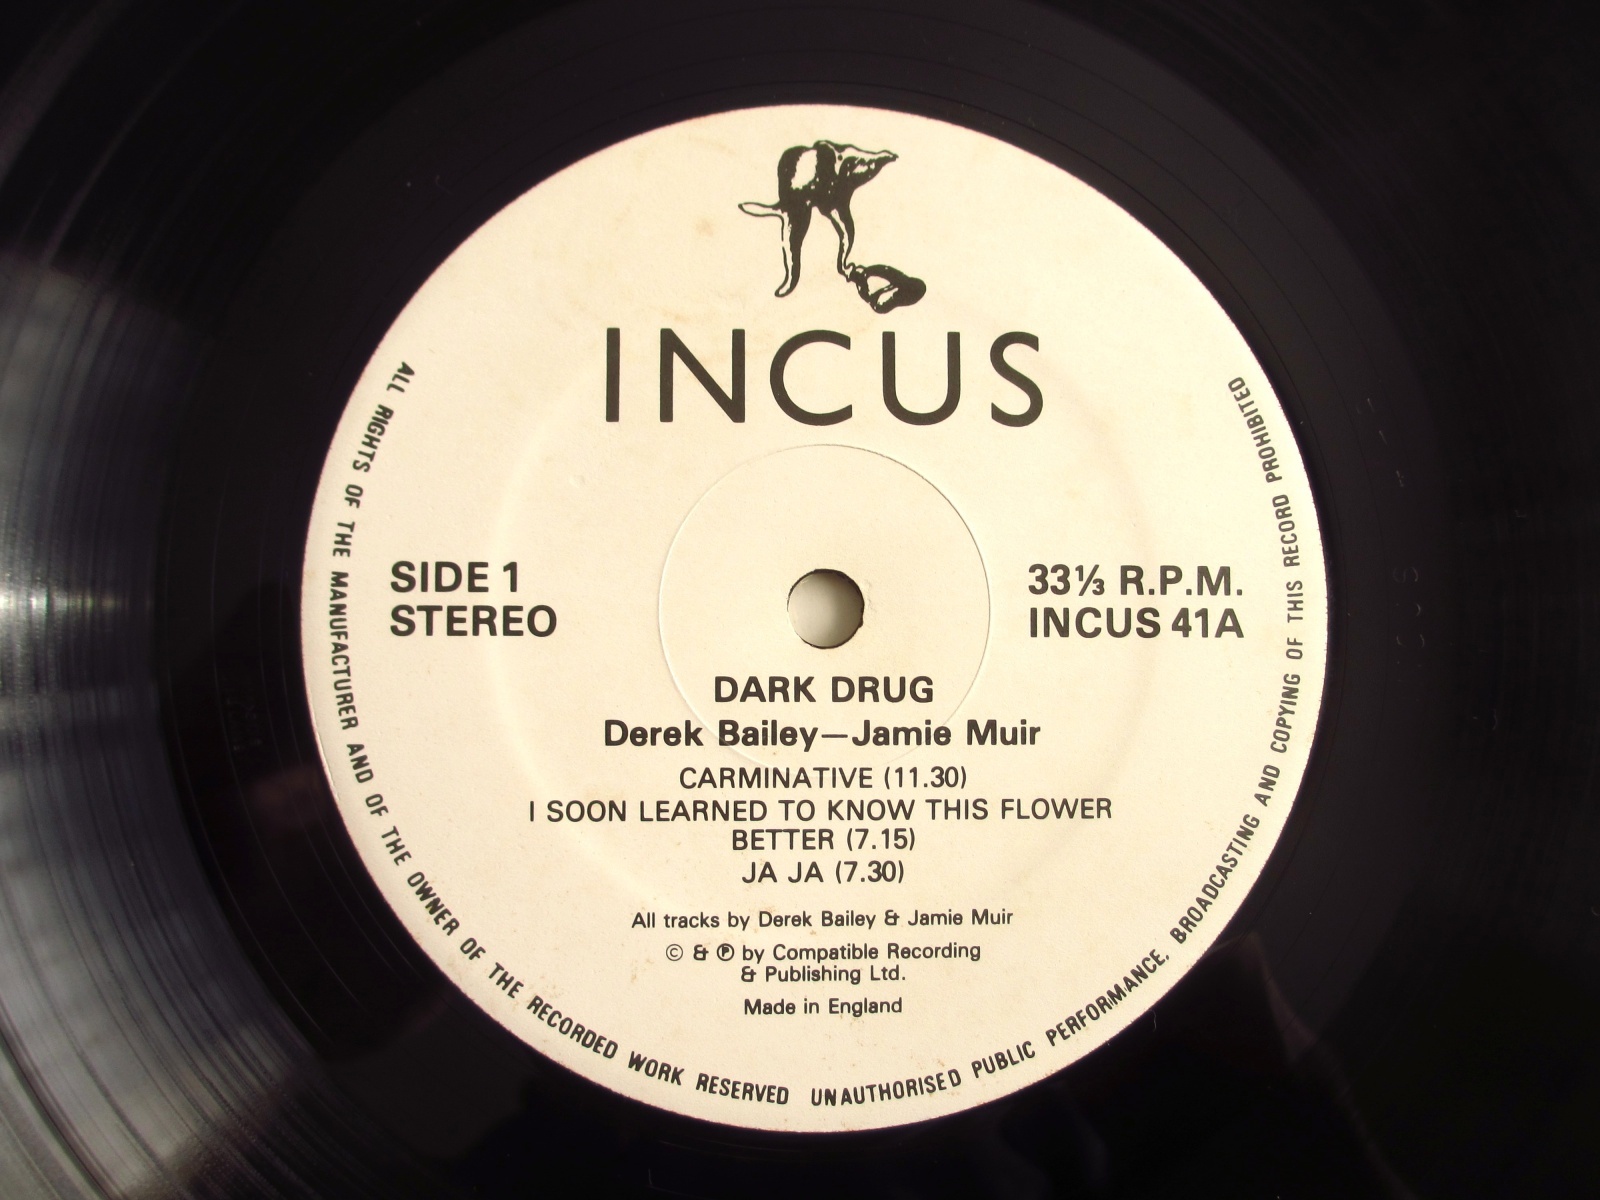 INCUS
SIDE 1
STEREO
33⅓ R.P.M.
INCUS 41A
DARK DRUG
Derek Bailey—Jamie Muir
CARMINATIVE (11.30)
I SOON LEARNED TO KNOW THIS FLOWER
BETTER (7.15)
JA JA (7.30)
All tracks by Derek Bailey & Jamie Muir
© & ℗ by Compatible Recording
& Publishing Ltd.
Made in England
ALL RIGHTS OF THE MANUFACTURER AND OF THE OWNER OF THE RECORDED WORK RESERVED UNAUTHORISED PUBLIC PERFORMANCE, BROADCASTING AND COPYING OF THIS RECORD PROHIBITED